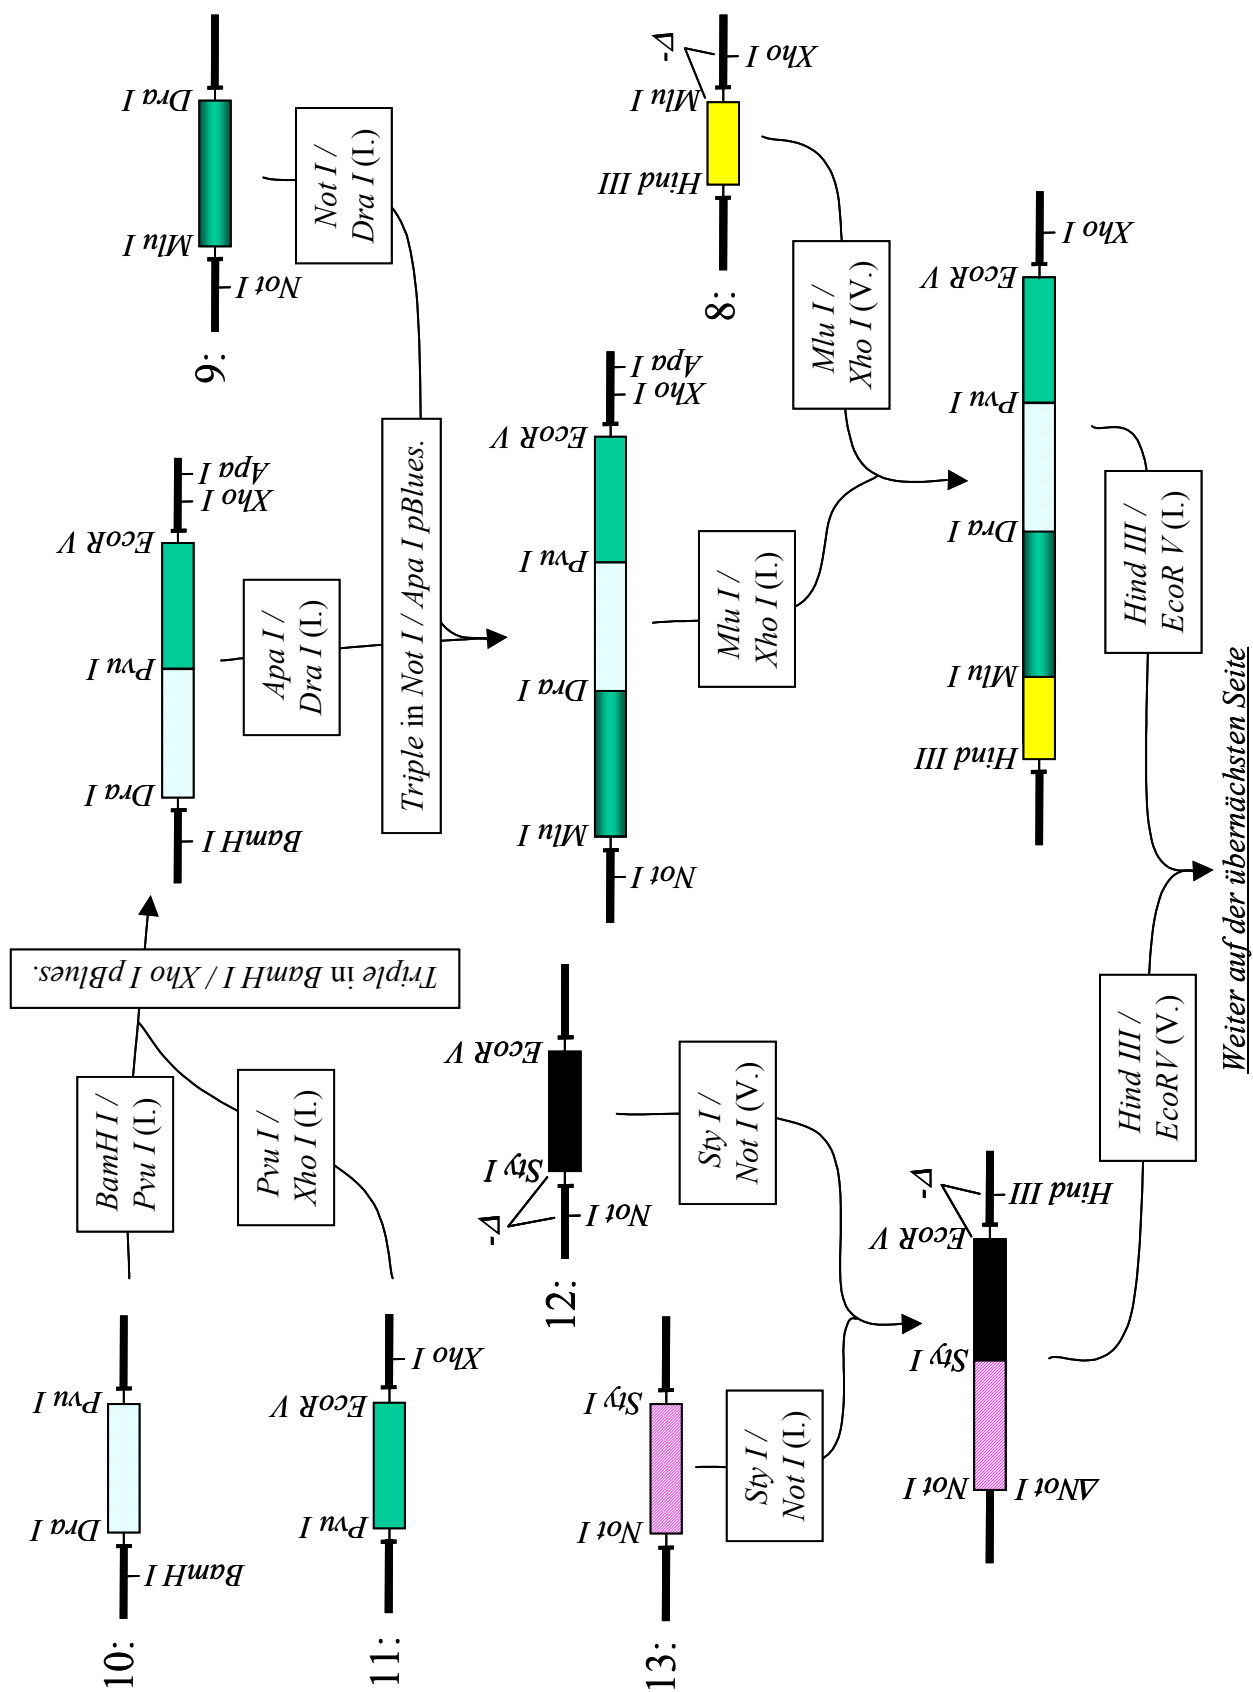 10:
Dra I
Pvu I
BamH I
BamH I /
Pvu I (I.)
11:
Pvu I
EcoR V
Xho I
Pvu I /
Xho I (I.)
Triple in BamH I / Xho I pBlues.
Dra I
Pvu I
EcoR V
BamH I
Xho I
Apa I
Apa I /
Dra I (I.)
9:
Mlu I
Dra I
Not I
Not I /
Dra I (I.)
Triple in Not I / Apa I pBlues.
Mlu I
Dra I
Pvu I
EcoR V
Not I
Xho I
Apa I
Mlu I /
Xho I (I.)
8:
Hind III
Mlu I
-Δ
Xho I
Mlu I /
Xho I (V.)
12:
Sty I
EcoR V
-Δ
Not I
Sty I /
Not I (V.)
13:
Not I
Sty I
Sty I /
Not I (I.)
Not I
Sty I
EcoR V
-Δ
ΔNot I
Hind III
Hind III /
EcoRV (V.)
Hind III
Mlu I
Dra I
Pvu I
EcoR V
Xho I
Hind III /
EcoR V (I.)
Weiter auf der übernächsten Seite